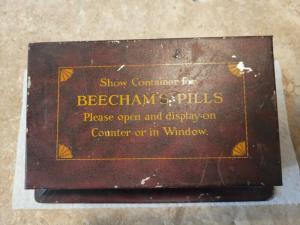 Show Container for
BEECHAM'S PILLS
Please open and display on
Counter or in Window.